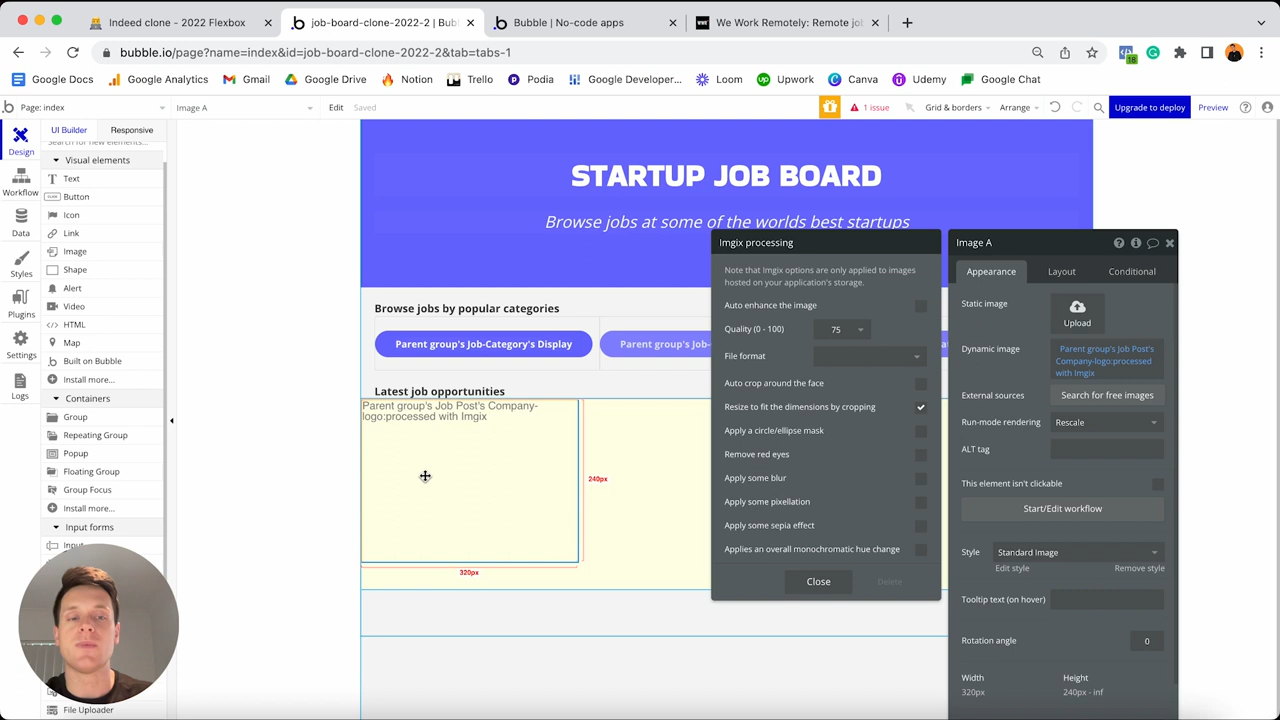 Indeed clone - 2022 Flexbox
job-board-clone-2022-2 | Bubl
Bubble | No-code apps
We Work Remotely: Remote jol
bubble.io/page?name=index&id=job-board-clone-2022-2&tab=tabs-1
18
Google Docs
Google Analytics
Gmail
Google Drive
Notion
Trello
Podia
Google Developer...
Loom
Upwork
Canva
Udemy
Google Chat
Page: index
Image A
Edit
Saved
1 issue
Grid & borders
Arrange
Upgrade to deploy
Preview
Design
Workflow
Data
Styles
Plugins
Settings
Logs
UI Builder
Responsive
Search for new elements...
Visual elements
Text
Button
Icon
Link
Image
Shape
Alert
Video
HTML
Map
Built on Bubble
Install more...
Containers
Group
Repeating Group
Popup
Floating Group
Group Focus
Install more...
Input forms
Input
File Uploader
STARTUP JOB BOARD
Browse jobs at some of the worlds best startups
Browse jobs by popular categories
Parent group's Job-Category's Display
Parent group's Job-
Latest job opportunities
Parent group's Job Post's Company-
logo:processed with Imgix
240px
320px
Imgix processing
Note that Imgix options are only applied to images
hosted on your application's storage.
Auto enhance the image
Quality (0 - 100)
75
File format
Auto crop around the face
Resize to fit the dimensions by cropping
Apply a circle/ellipse mask
Remove red eyes
Apply some blur
Apply some pixellation
Apply some sepia effect
Applies an overall monochromatic hue change
Close
Delete
Image A
Appearance
Layout
Conditional
Static image
Upload
Dynamic image
Parent group's Job Post's
Company-logo:processed
with Imgix
External sources
Search for free images
Run-mode rendering
Rescale
ALT tag
This element isn't clickable
Start/Edit workflow
Style
Standard Image
Edit style
Remove style
Tooltip text (on hover)
Rotation angle
0
Width
Height
320px
240px - inf